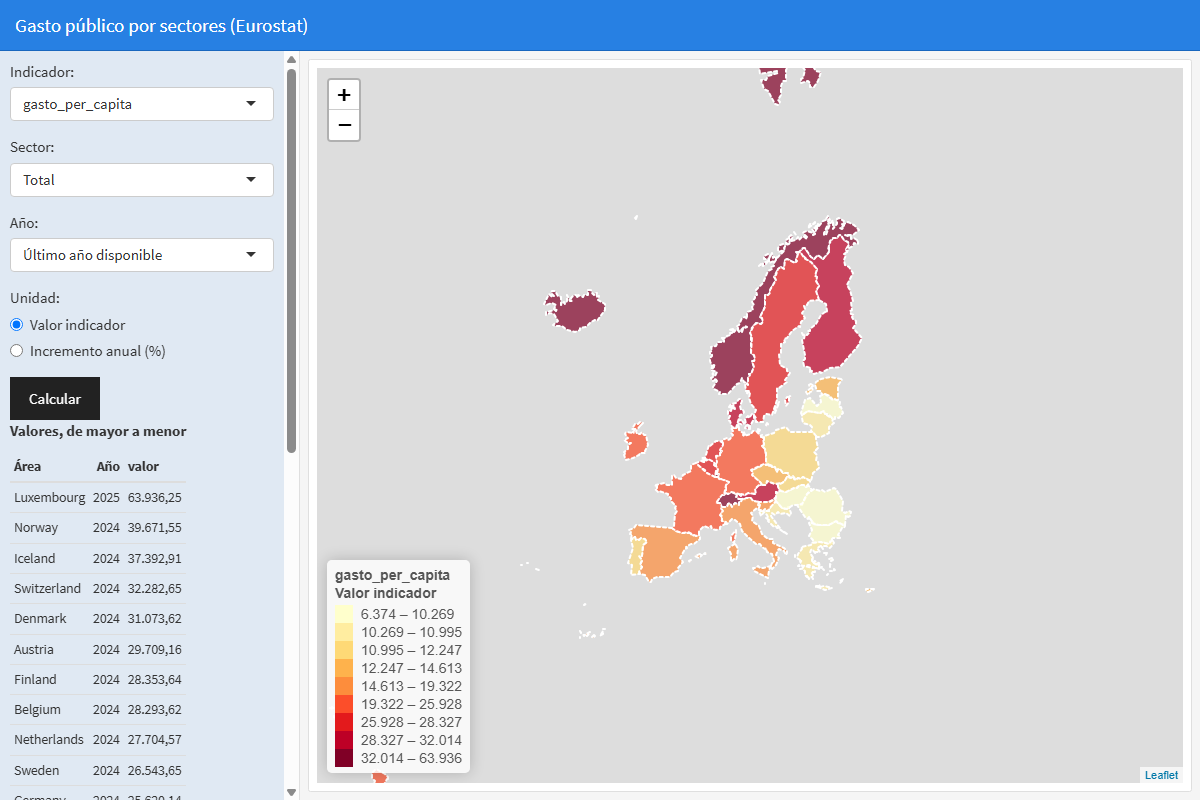 Gasto público por sectores (Eurostat)
Indicador:
gasto_per_capita
Sector:
Total
Año:
Último año disponible
Unidad:
Valor indicador
Incremento anual (%)
Calcular
Valores, de mayor a menor
Área Año valor
Luxembourg 2025 63.936,25
Norway 2024 39.671,55
Iceland 2024 37.392,91
Switzerland 2024 32.282,65
Denmark 2024 31.073,62
Austria 2024 29.709,16
Finland 2024 28.353,64
Belgium 2024 28.293,62
Netherlands 2024 27.704,57
Sweden 2024 26.543,65
+
−
gasto_per_capita
Valor indicador
6.374 – 10.269
10.269 – 10.995
10.995 – 12.247
12.247 – 14.613
14.613 – 19.322
19.322 – 25.928
25.928 – 28.327
28.327 – 32.014
32.014 – 63.936
Leaflet